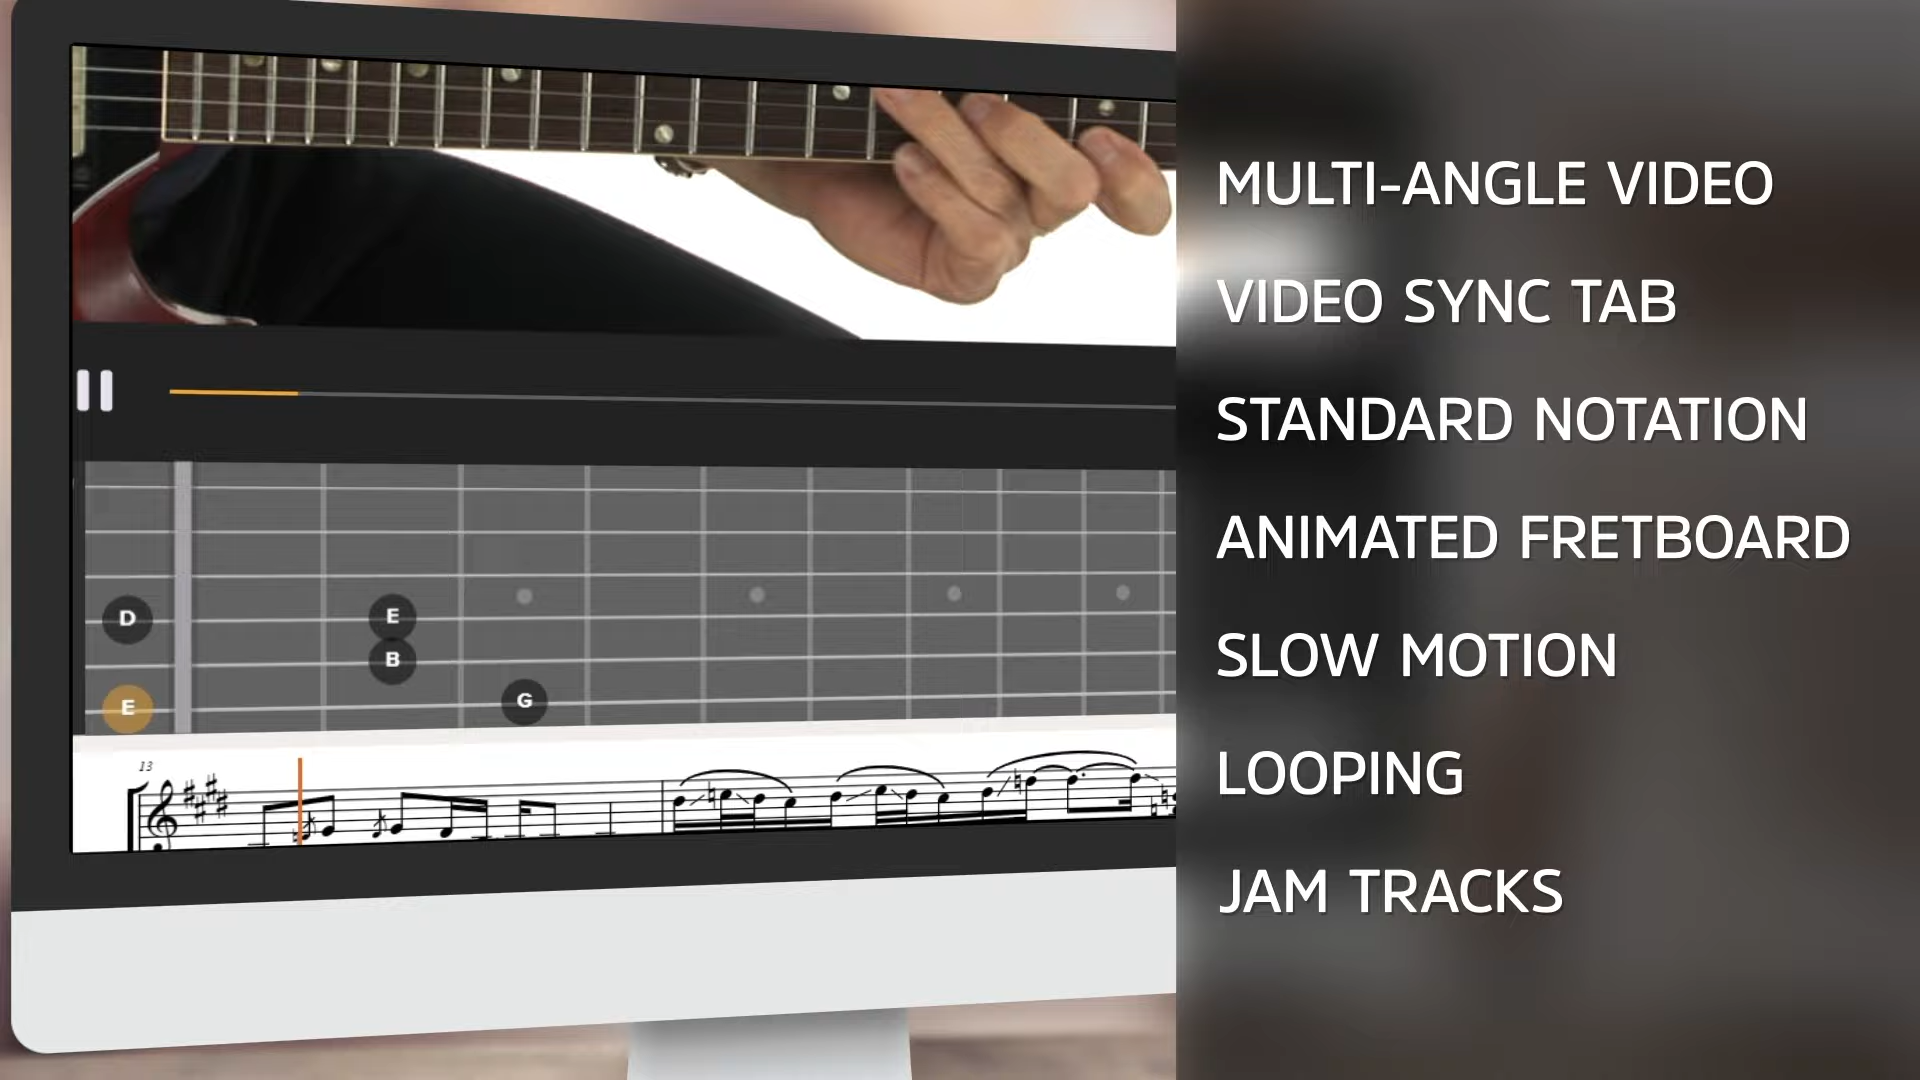 MULTI-ANGLE VIDEO
VIDEO SYNC TAB
STANDARD NOTATION
ANIMATED FRETBOARD
SLOW MOTION
LOOPING
JAM TRACKS
D
E
B
E
G
13